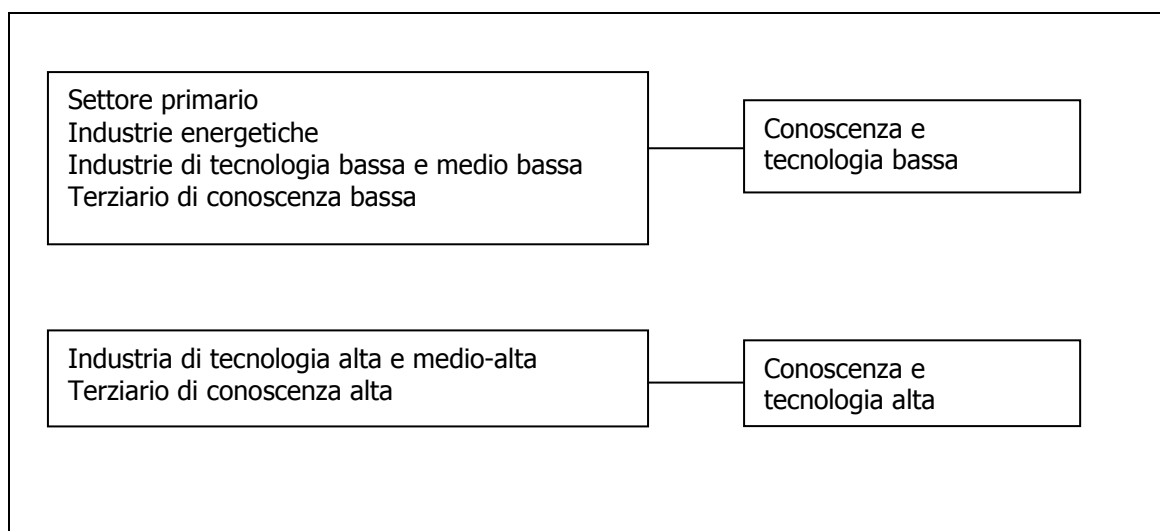 Settore primario
Industrie energetiche
Industrie di tecnologia bassa e medio bassa
Terziario di conoscenza bassa
Conoscenza e
tecnologia bassa
Industria di tecnologia alta e medio-alta
Terziario di conoscenza alta
Conoscenza e
tecnologia alta